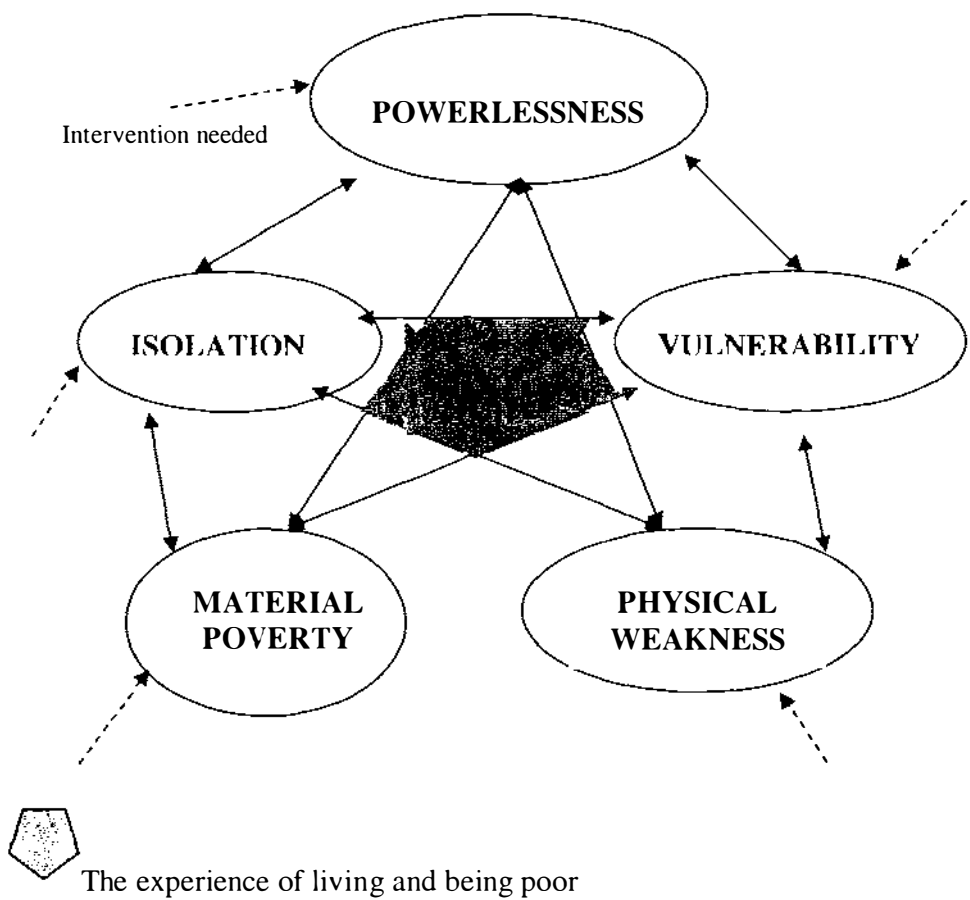 POWERLESSNESS
Intervention needed
ISOLATION
VULNERABILITY
MATERIAL
POVERTY
PHYSICAL
WEAKNESS
The experience of living and being poor